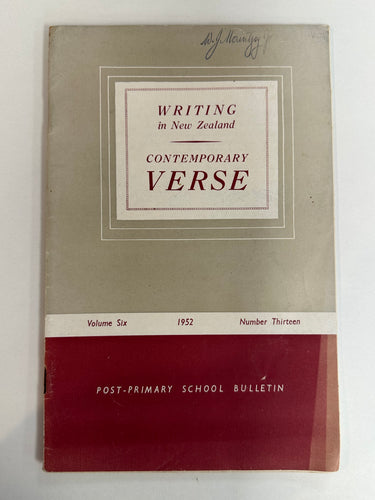 WRITING
in New Zealand
CONTEMPORARY
VERSE
Volume Six 1952 Number Thirteen
POST-PRIMARY SCHOOL BULLETIN